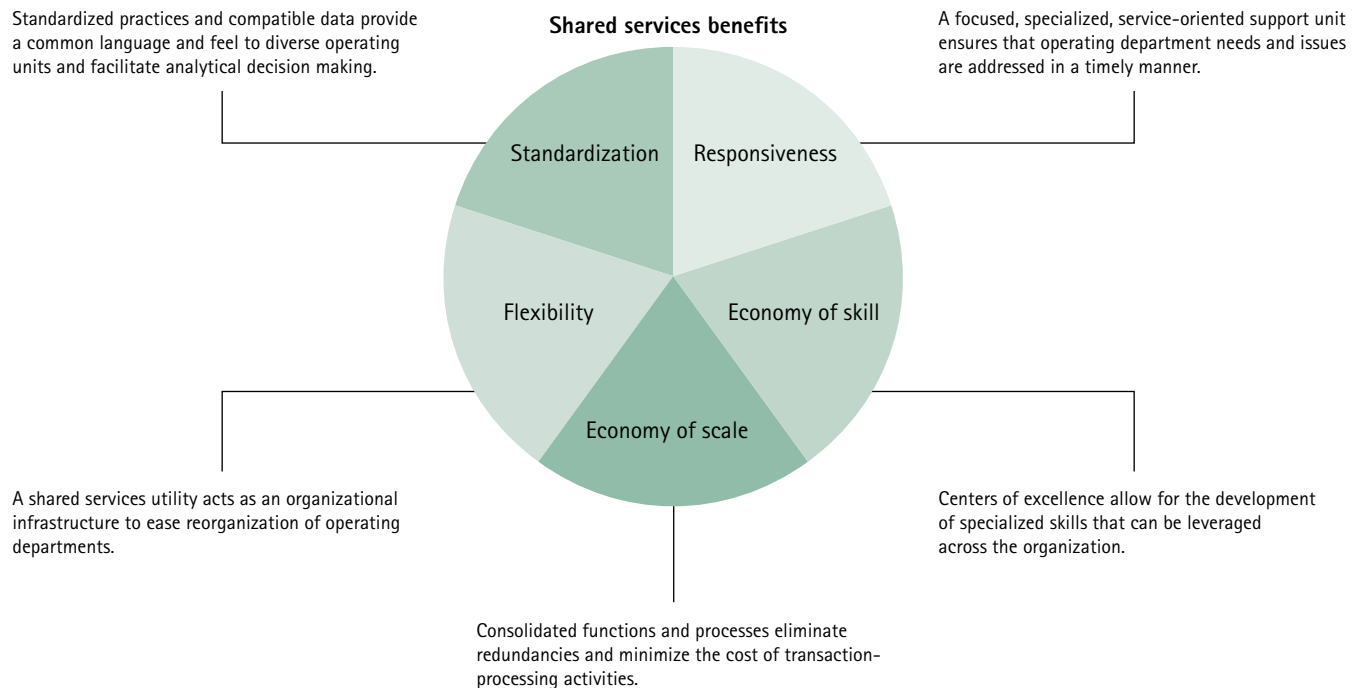 Shared services benefits
Standardized practices and compatible data provide
a common language and feel to diverse operating
units and facilitate analytical decision making.
A focused, specialized, service-oriented support unit
ensures that operating department needs and issues
are addressed in a timely manner.
Standardization
Responsiveness
Flexibility
Economy of skill
Economy of scale
A shared services utility acts as an organizational
infrastructure to ease reorganization of operating
departments.
Centers of excellence allow for the development
of specialized skills that can be leveraged
across the organization.
Consolidated functions and processes eliminate
redundancies and minimize the cost of transaction-
processing activities.